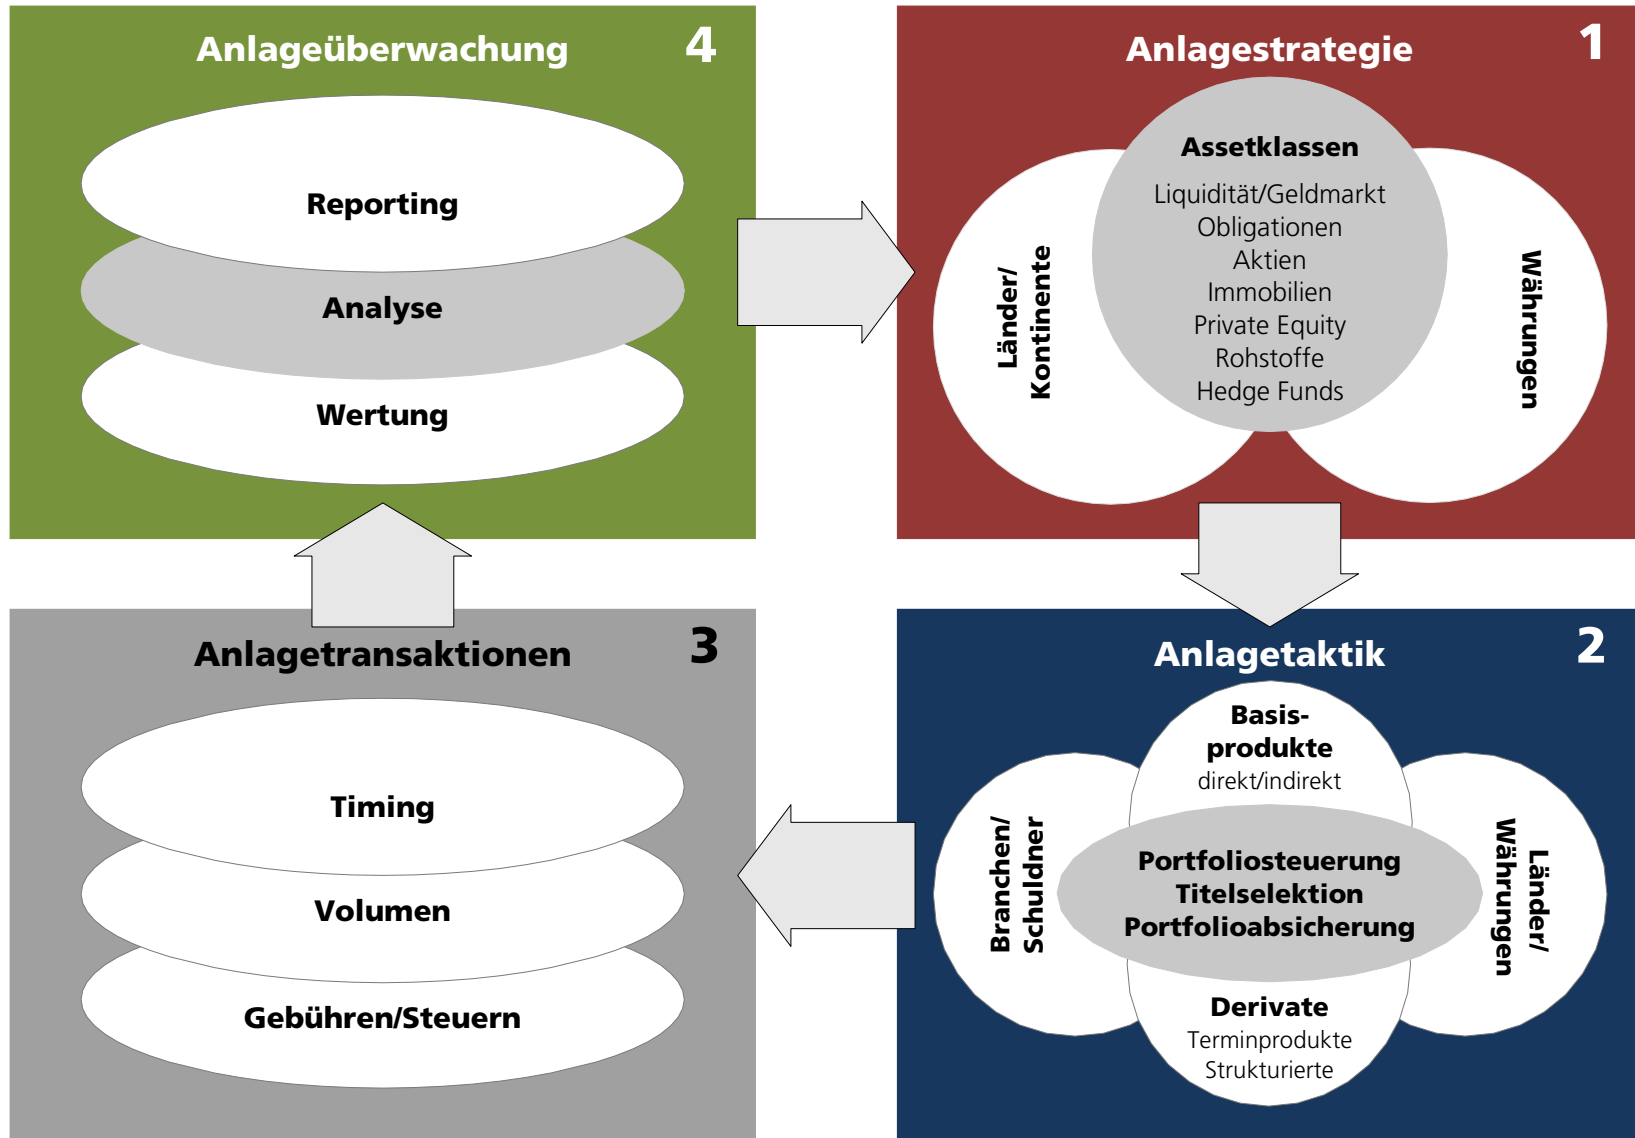 Anlageüberwachung 4
Reporting
Analyse
Wertung
Anlagestrategie 1
Assetklassen
Liquidität/Geldmarkt
Obligationen
Aktien
Immobilien
Private Equity
Rohstoffe
Hedge Funds
Länder/
Kontinente
Währungen
Anlagetransaktionen 3
Timing
Volumen
Gebühren/Steuern
Anlagetaktik 2
Basis-
produkte
direkt/indirekt
Branchen/
Schuldner
Portfoliosteuerung
Titelselektion
Portfolioabsicherung
Länder/
Währungen
Derivate
Terminprodukte
Strukturierte